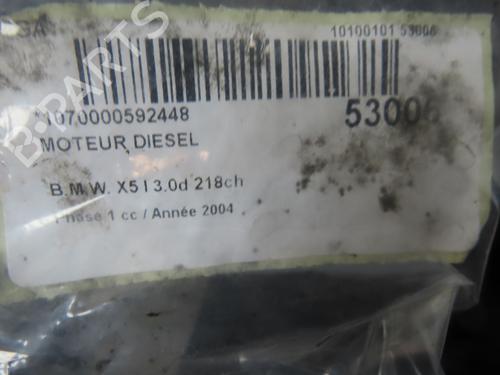 10100101 53006
1070000592448
53006
MOTEUR DIESEL
B.M.W. X5 I 3.0d 218ch
Phase 1 cc / Année 2004
B-PARTS